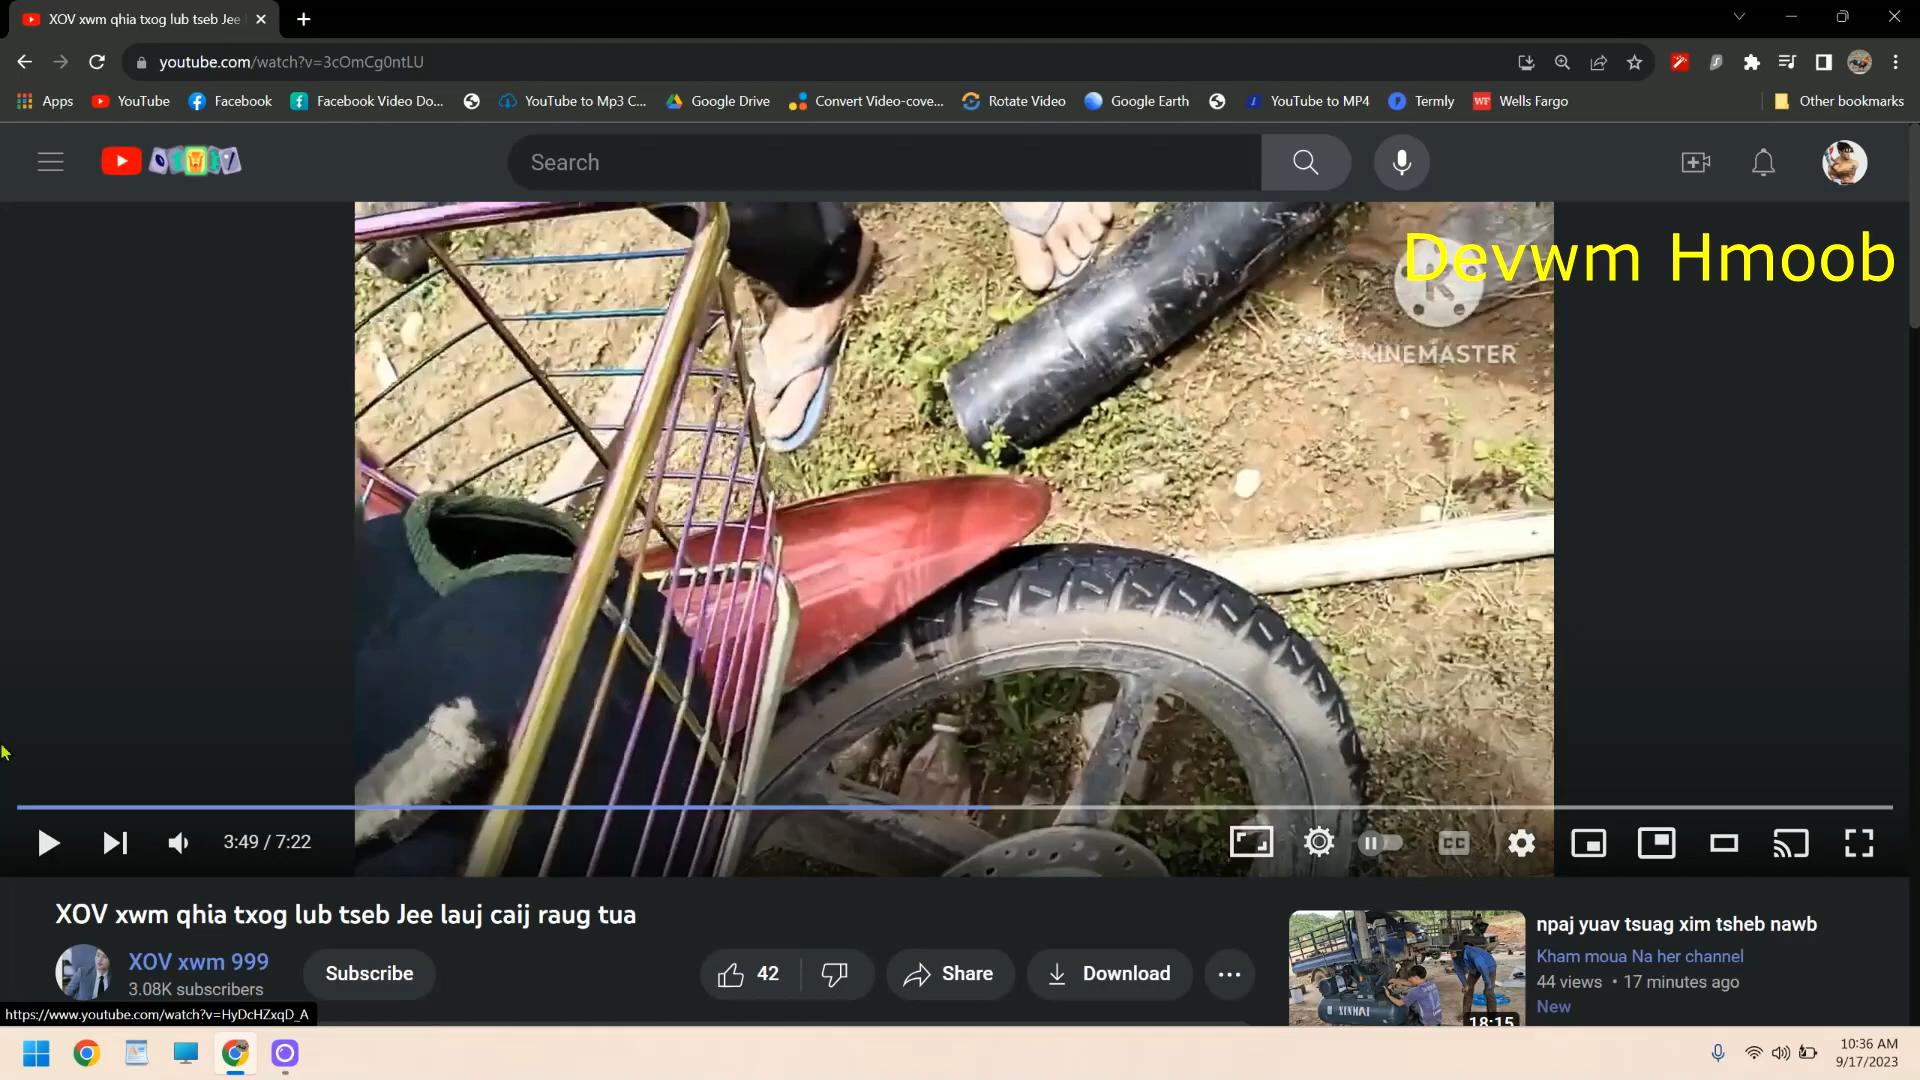 XOV xwm qhia txog lub tseb Jee
youtube.com/watch?v=3cOmCg0ntLU
Apps
YouTube
Facebook
Facebook Video Do...
YouTube to Mp3 C...
Google Drive
Convert Video-cove...
Rotate Video
Google Earth
YouTube to MP4
Termly
WF Wells Fargo
Other bookmarks
Search
Devwm Hmoob
KINEMASTER
3:49 / 7:22
CC
XOV xwm qhia txog lub tseb Jee lauj caij raug tua
XOV xwm 999
3.08K subscribers
Subscribe
42
Share
Download
npaj yuav tsuag xim tsheb nawb
Kham moua Na her channel
44 views • 17 minutes ago
New
XINMAI
18:15
https://www.youtube.com/watch?v=HyDcHZxqD_A
10:36 AM
9/17/2023